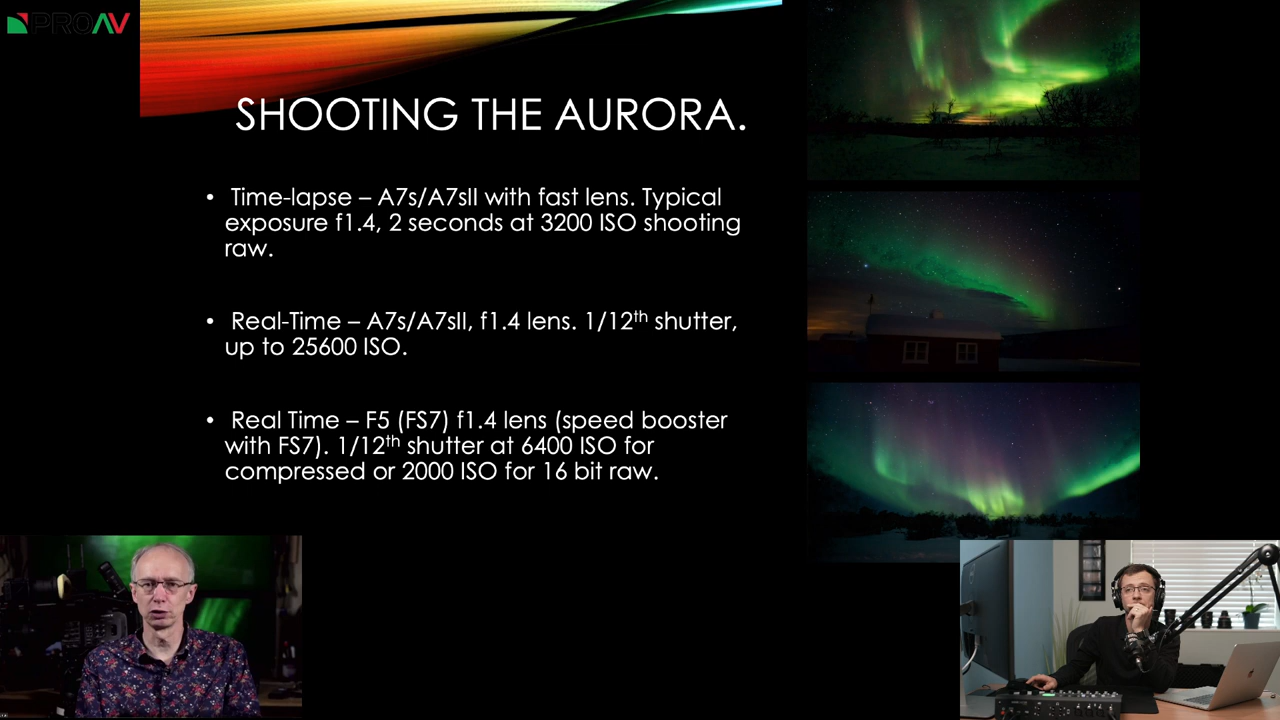 PROAV
SHOOTING THE AURORA.
• Time-lapse – A7s/A7sII with fast lens. Typical
exposure f1.4, 2 seconds at 3200 ISO shooting
raw.
• Real-Time – A7s/A7sII, f1.4 lens. 1/12th shutter,
up to 25600 ISO.
• Real Time – F5 (FS7) f1.4 lens (speed booster
with FS7). 1/12th shutter at 6400 ISO for
compressed or 2000 ISO for 16 bit raw.